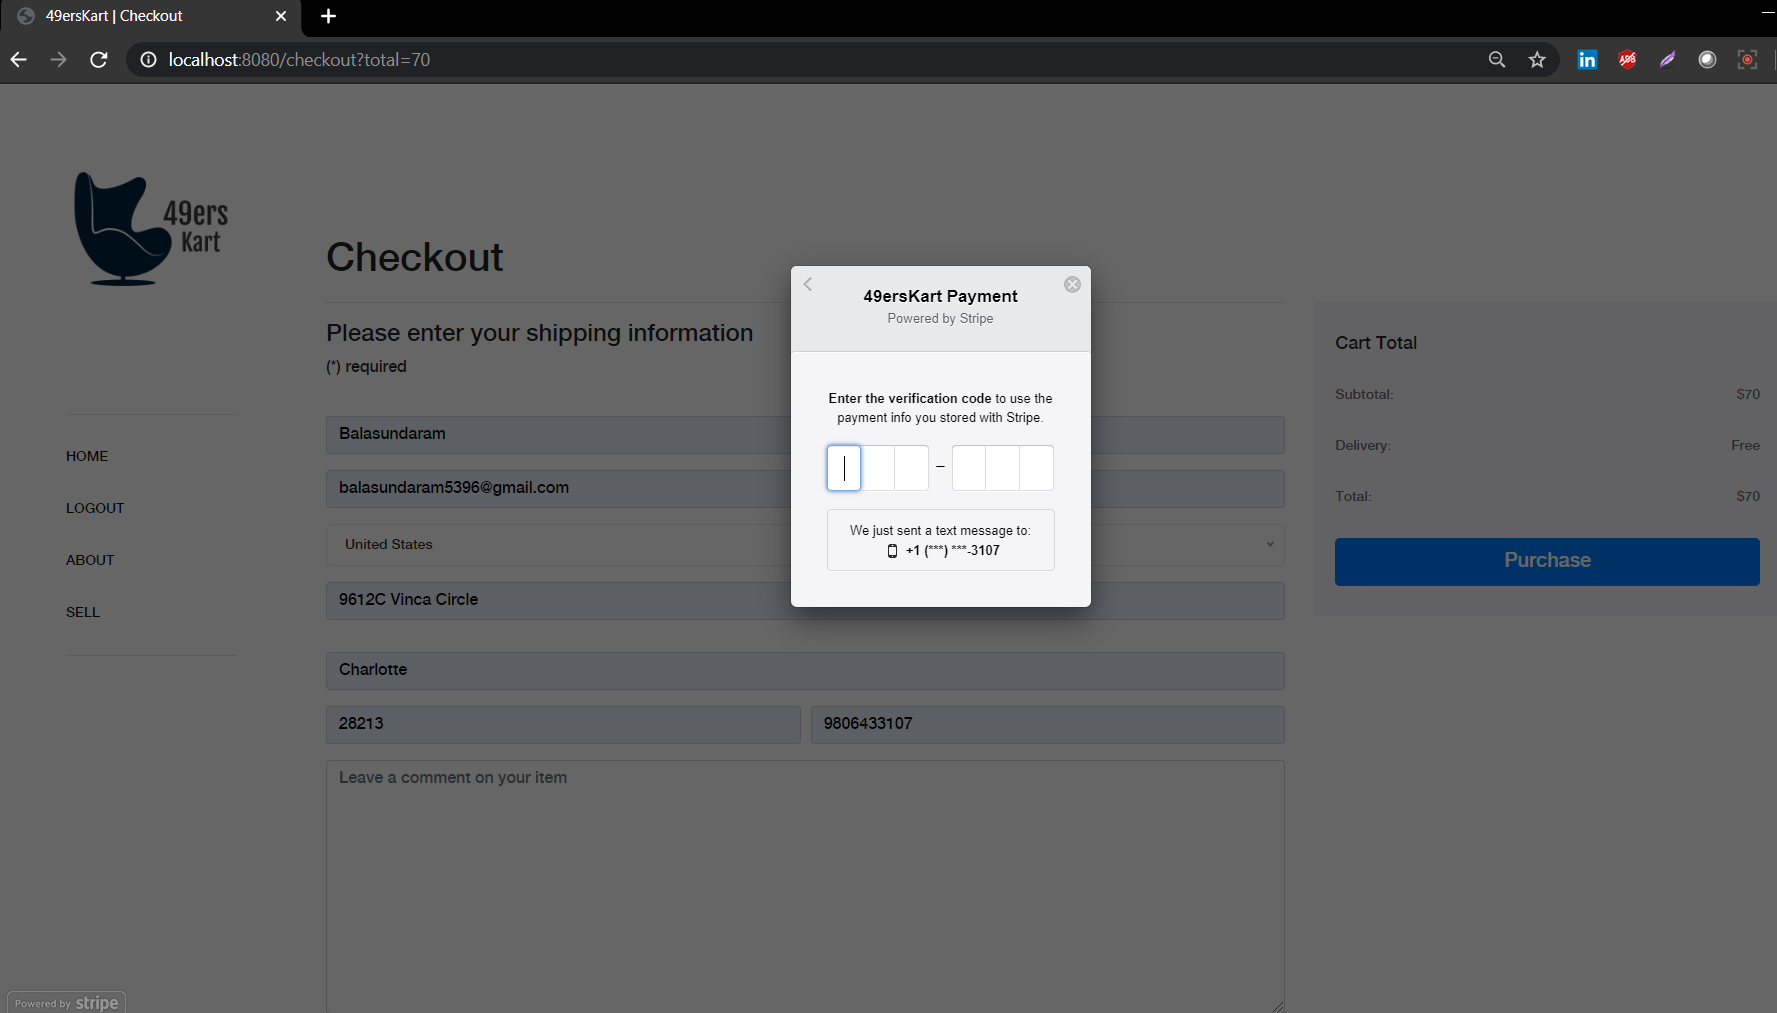 49ersKart | Checkout
localhost:8080/checkout?total=70
in
ABP
49ers
Kart
HOME
LOGOUT
ABOUT
SELL
Checkout
Please enter your shipping information
(*) required
Balasundaram
balasundaram5396@gmail.com
United States
9612C Vinca Circle
Charlotte
28213
9806433107
Leave a comment on your item
49ersKart Payment
Powered by Stripe
Enter the verification code to use the
payment info you stored with Stripe.
–
We just sent a text message to:
+1 (***) ***-3107
Cart Total
Subtotal: $70
Delivery: Free
Total: $70
Purchase
Powered by stripe